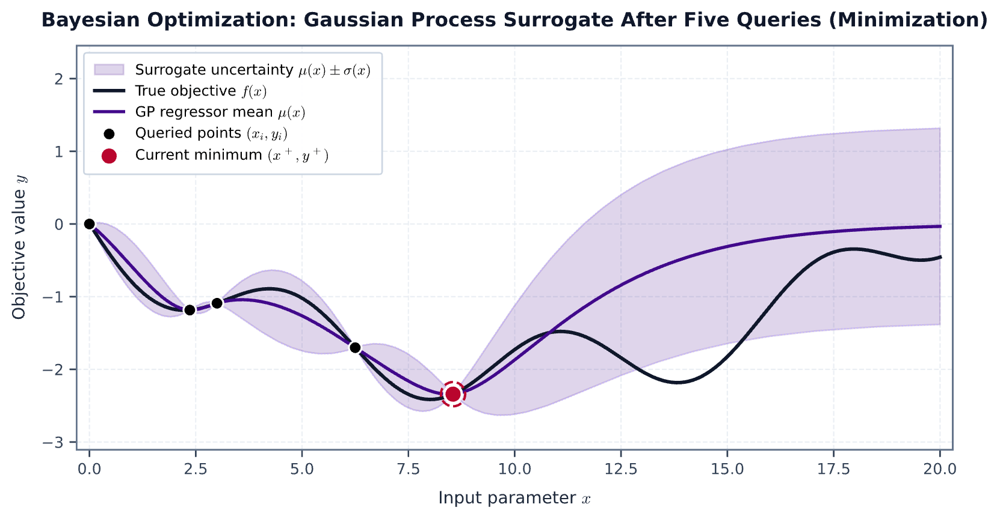 Bayesian Optimization: Gaussian Process Surrogate After Five Queries (Minimization)
Surrogate uncertainty μ(x) ± σ(x)
True objective f(x)
GP regressor mean μ(x)
Queried points (xᵢ, yᵢ)
Current minimum (x⁺, y⁺)
Objective value y
2
1
0
−1
−2
−3
0.0 2.5 5.0 7.5 10.0 12.5 15.0 17.5 20.0
Input parameter x